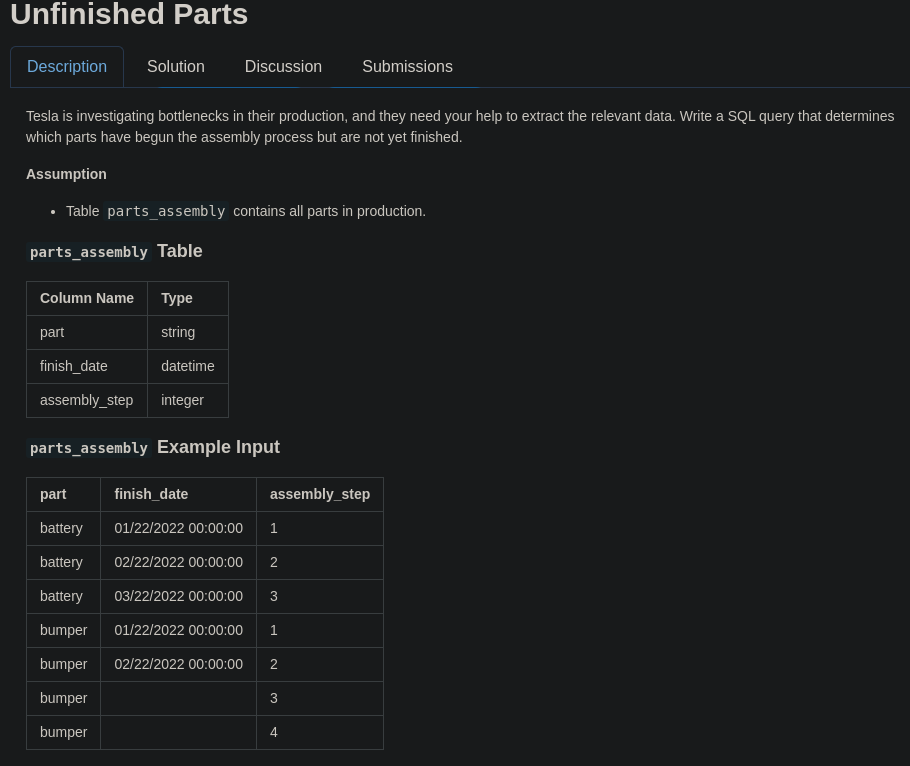 Unfinished Parts
Description Solution Discussion Submissions
Tesla is investigating bottlenecks in their production, and they need your help to extract the relevant data. Write a SQL query that determines
which parts have begun the assembly process but are not yet finished.
Assumption
• Table parts_assembly contains all parts in production.
parts_assembly Table
Column Name Type
part string
finish_date datetime
assembly_step integer
parts_assembly Example Input
part finish_date assembly_step
battery 01/22/2022 00:00:00 1
battery 02/22/2022 00:00:00 2
battery 03/22/2022 00:00:00 3
bumper 01/22/2022 00:00:00 1
bumper 02/22/2022 00:00:00 2
bumper 3
bumper 4